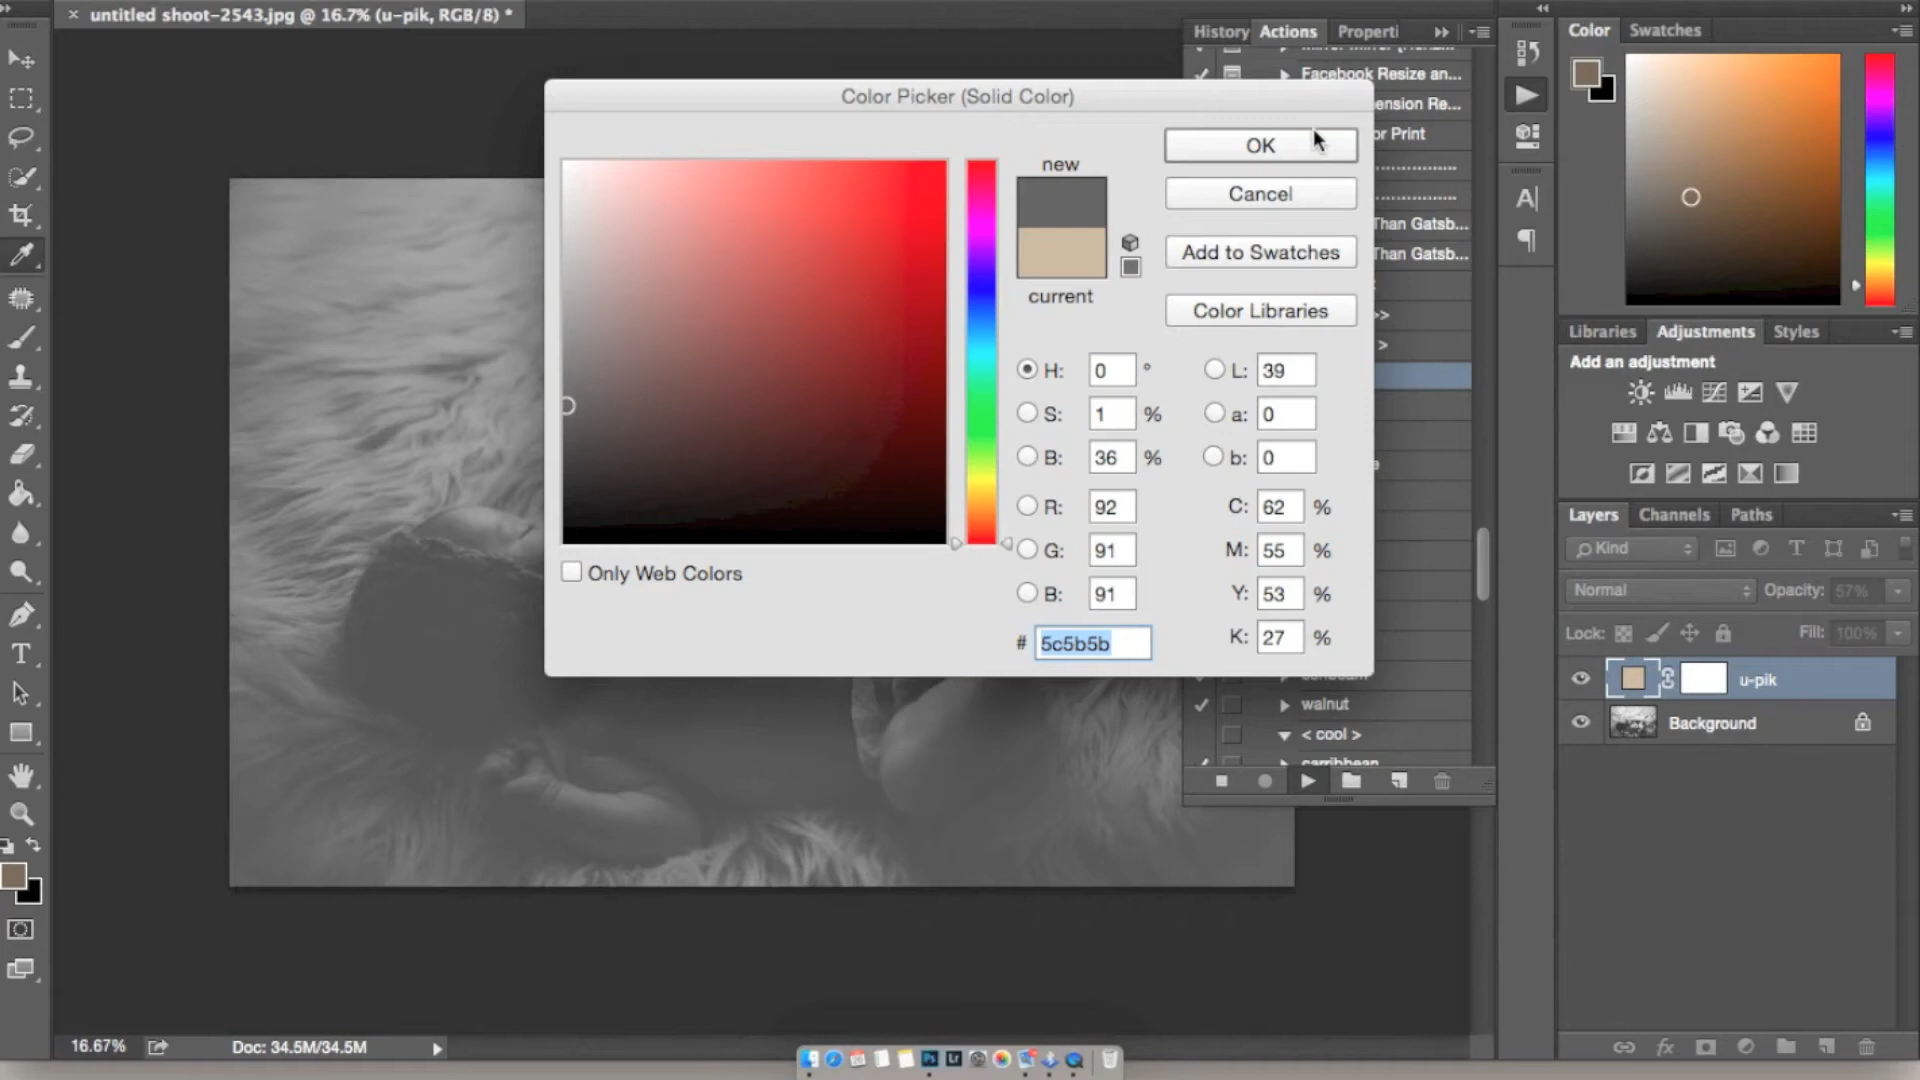 untitled shoot-2543.jpg @ 16.7% (u-pik, RGB/8) *
History Actions Properti
Facebook Resize an...
ension Re...
or Print
Than Gatsb...
Than Gatsb...
>>
>
walnut
< cool >
carribbean
Color Picker (Solid Color)
new
current
OK
Cancel
Add to Swatches
Color Libraries
H: 0 °
S: 1 %
B: 36 %
R: 92
G: 91
B: 91
# 5c5b5b
L: 39
a: 0
b: 0
C: 62 %
M: 55 %
Y: 53 %
K: 27 %
Only Web Colors
Color Swatches
Libraries Adjustments Styles
Add an adjustment
Layers Channels Paths
Kind
Normal Opacity: 57%
Lock: Fill: 100%
u-pik
Background
16.67% Doc: 34.5M/34.5M